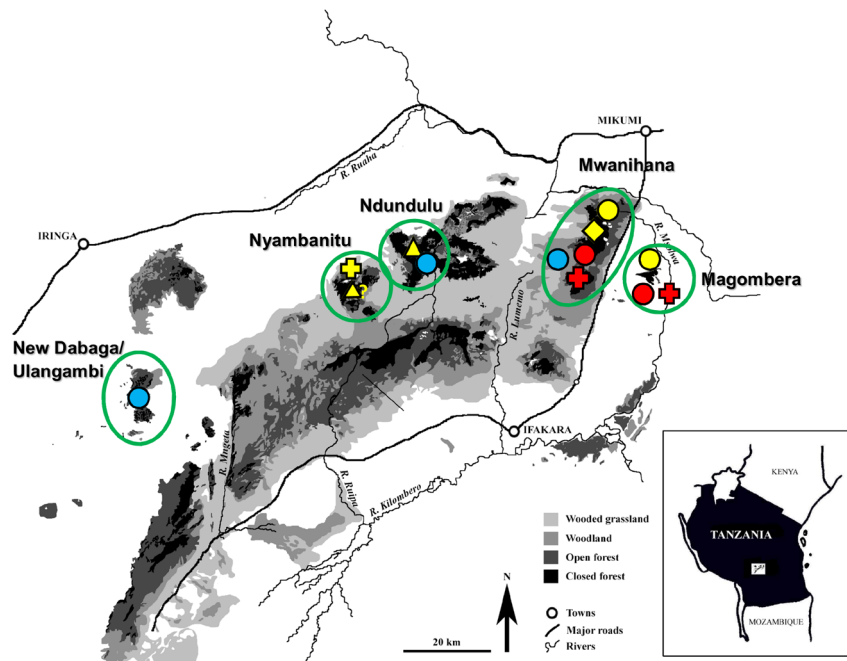 MIKUMI
Mwanihana
R. Ruaha
Ndundulu
IRINGA
Nyambanitu
R. Msolwa
Magombera
R. Lumemo
New Dabaga/
Ulangambi
IFAKARA
R. Mngeta
R. Ruipa
R. Kilombero
KENYA
TANZANIA
MOZAMBIQUE
Wooded grassland
Woodland
Open forest
Closed forest
N
Towns
Major roads
Rivers
20 km
?